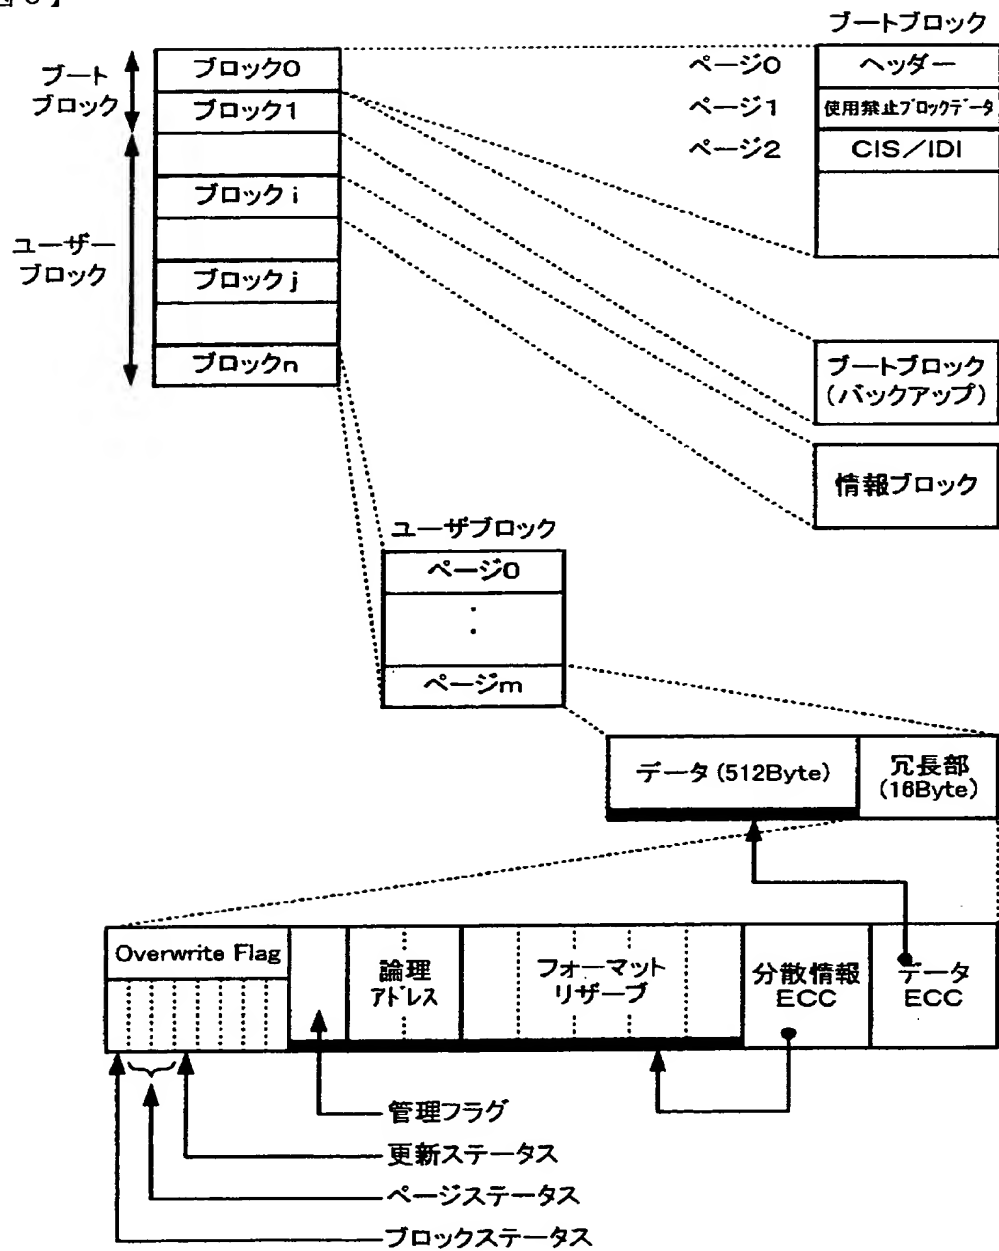 ブートブロック
ブート
ブロック
ブロック0
ブロック1
ブロックi
ブロックj
ブロックn
ユーザー
ブロック
ページ0
ページ1
ページ2
ヘッダー
使用禁止ブロックデータ
CIS/IDI
ブートブロック
(バックアップ)
情報ブロック
ユーザブロック
ページ0
ページm
データ(512Byte)
冗長部
(16Byte)
Overwrite Flag
論理
アドレス
フォーマット
リザーブ
分散情報
ECC
データ
ECC
管理フラグ
更新ステータス
ページステータス
ブロックステータス